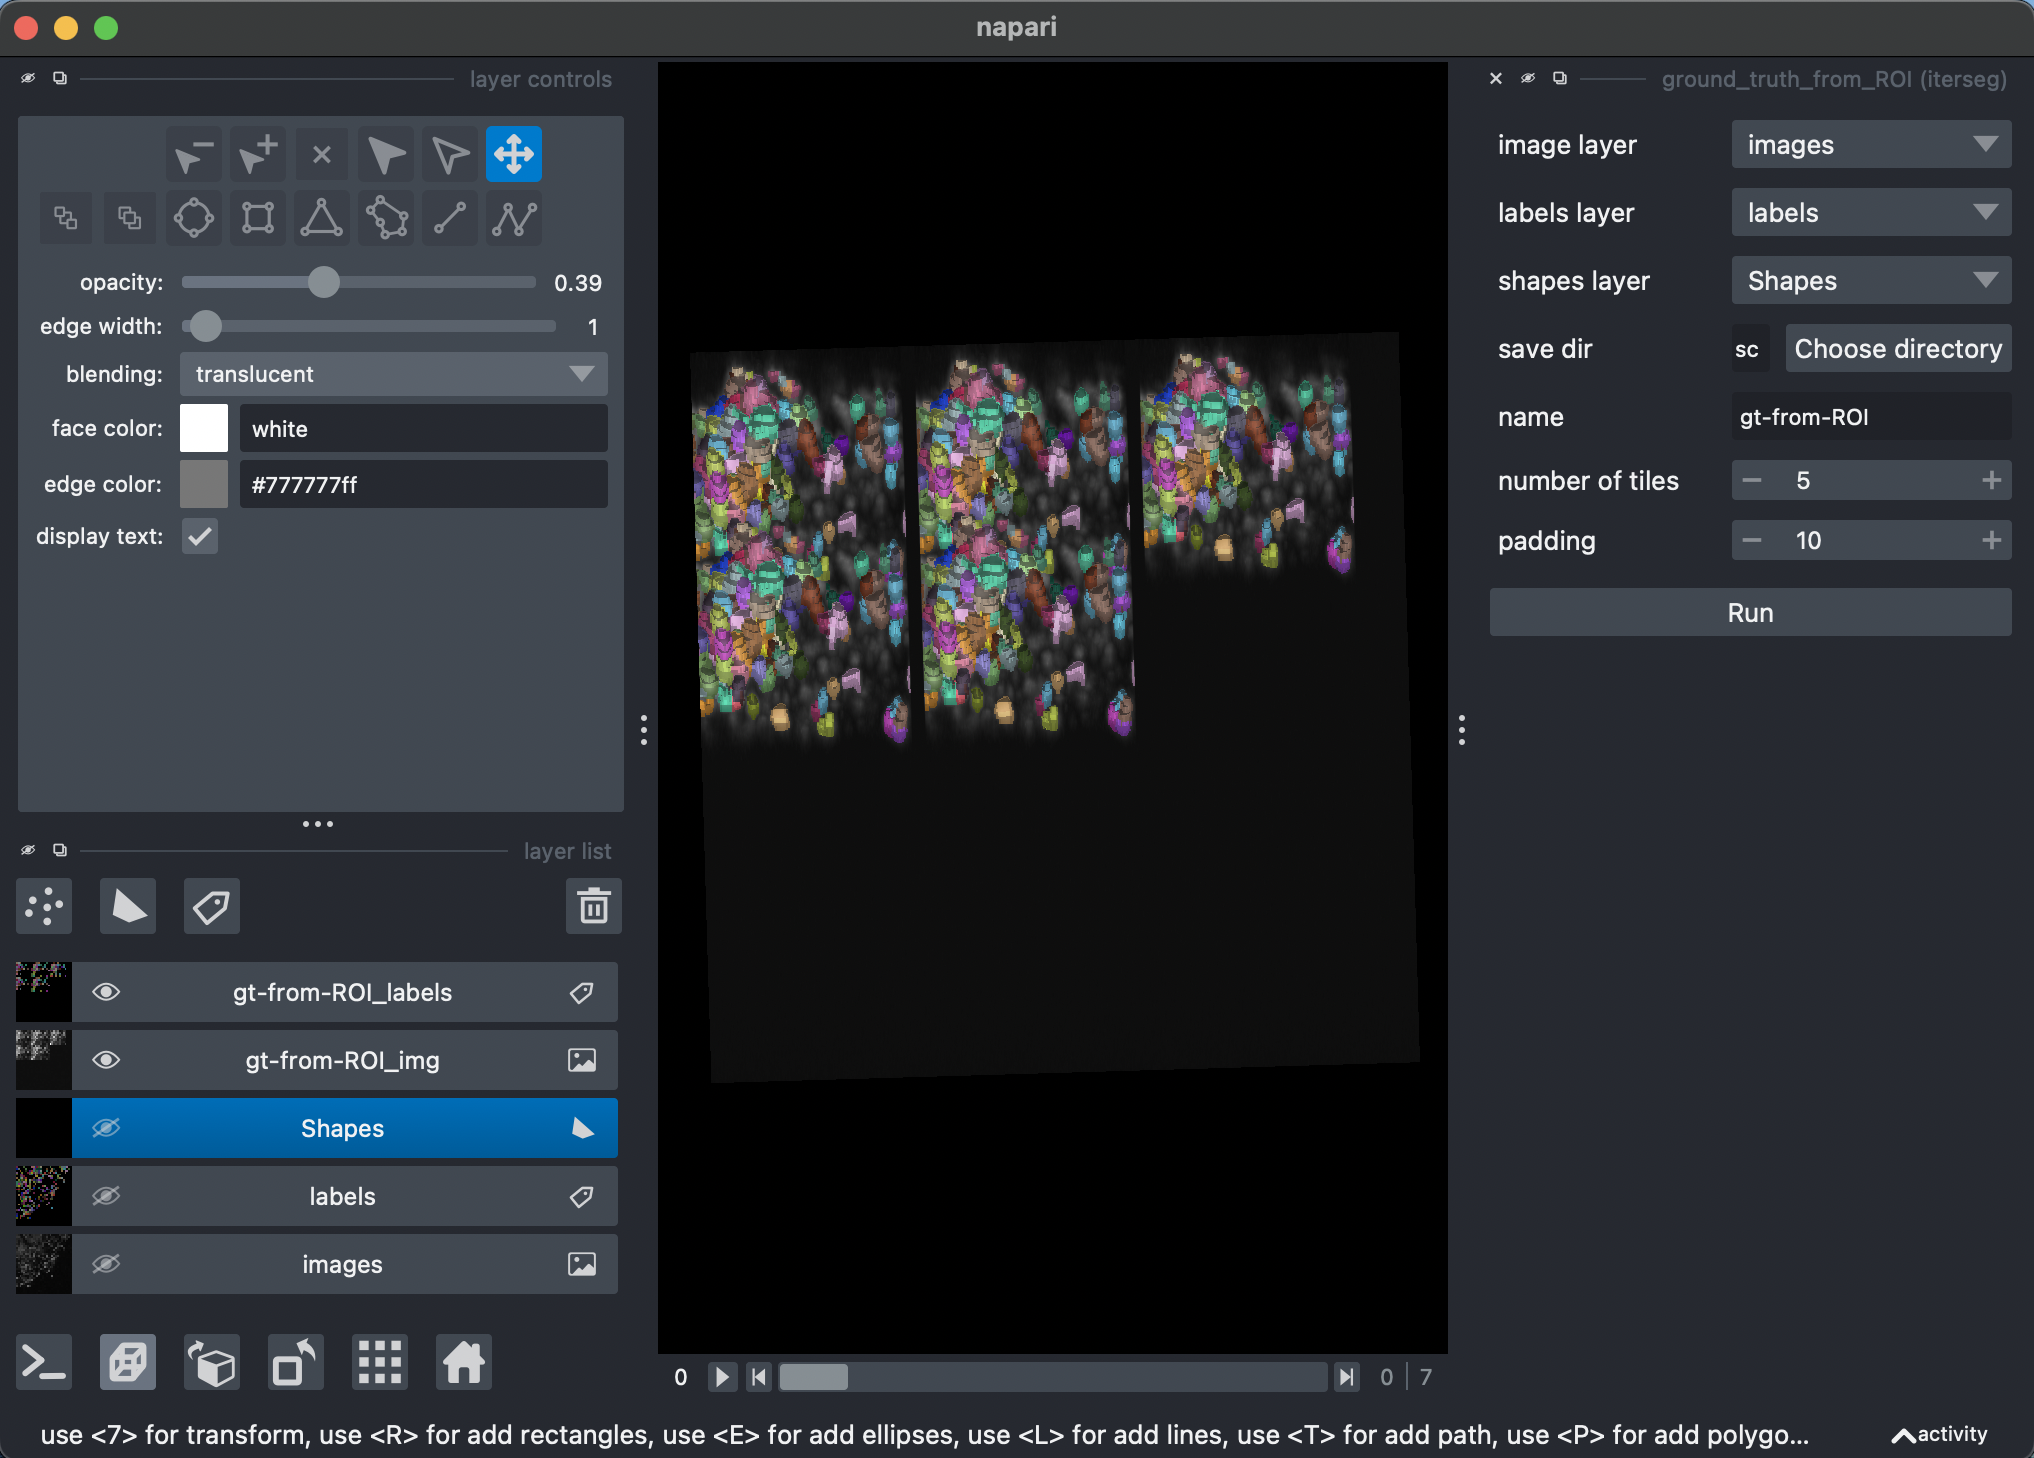 napari
layer controls
opacity: 0.39
edge width: 1
blending: translucent
face color: white
edge color: #777777ff
display text:
layer list
gt-from-ROI_labels
gt-from-ROI_img
Shapes
labels
images
0 0 7
ground_truth_from_ROI (iterseg)
image layer images
labels layer labels
shapes layer Shapes
save dir sc Choose directory
name gt-from-ROI
number of tiles 5
padding 10
Run
use <7> for transform, use <R> for add rectangles, use <E> for add ellipses, use <L> for add lines, use <T> for add path, use <P> for add polygo...
activity